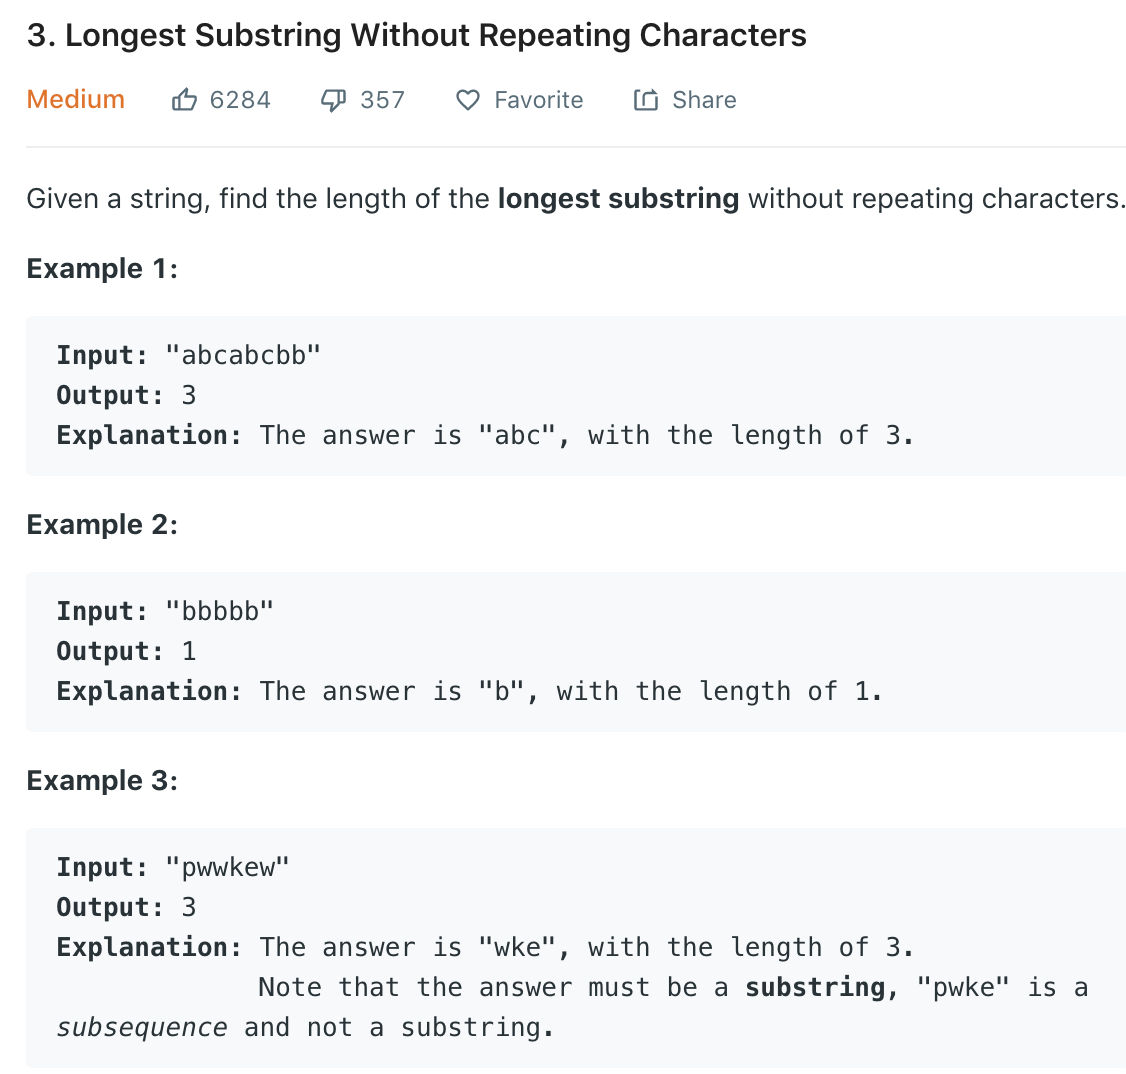 3. Longest Substring Without Repeating Characters
Medium 6284 357 Favorite Share
Given a string, find the length of the longest substring without repeating characters.
Example 1:
Input: "abcabcbb"
Output: 3
Explanation: The answer is "abc", with the length of 3.
Example 2:
Input: "bbbbb"
Output: 1
Explanation: The answer is "b", with the length of 1.
Example 3:
Input: "pwwkew"
Output: 3
Explanation: The answer is "wke", with the length of 3.
Note that the answer must be a substring, "pwke" is a
subsequence and not a substring.